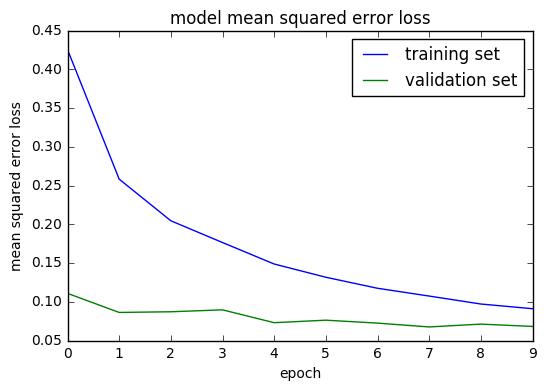 model mean squared error loss
0.45
0.40
0.35
0.30
0.25
0.20
0.15
0.10
0.05
mean squared error loss
training set
validation set
0 1 2 3 4 5 6 7 8 9
epoch